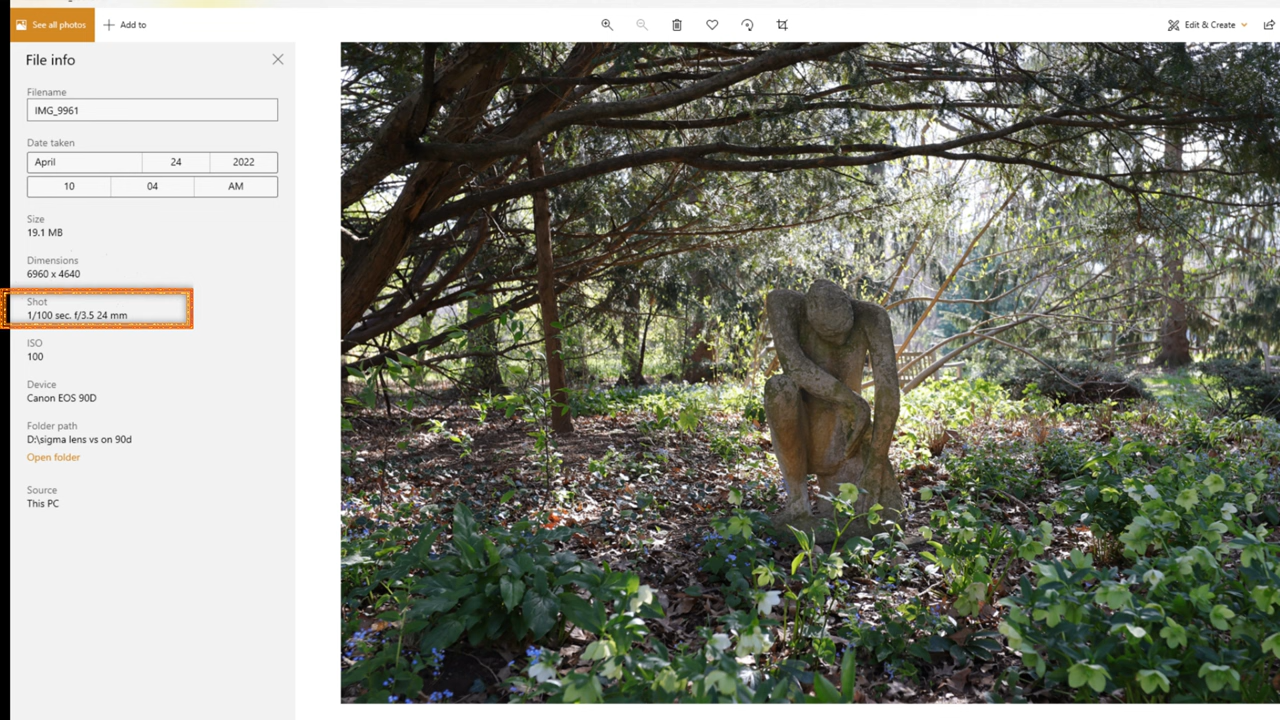 See all photos
Add to
Edit & Create
File info
Filename
IMG_9961
Date taken
April 24 2022
10 04 AM
Size
19.1 MB
Dimensions
6960 x 4640
Shot
1/100 sec. f/3.5 24 mm
ISO
100
Device
Canon EOS 90D
Folder path
D:\sigma lens vs on 90d
Open folder
Source
This PC